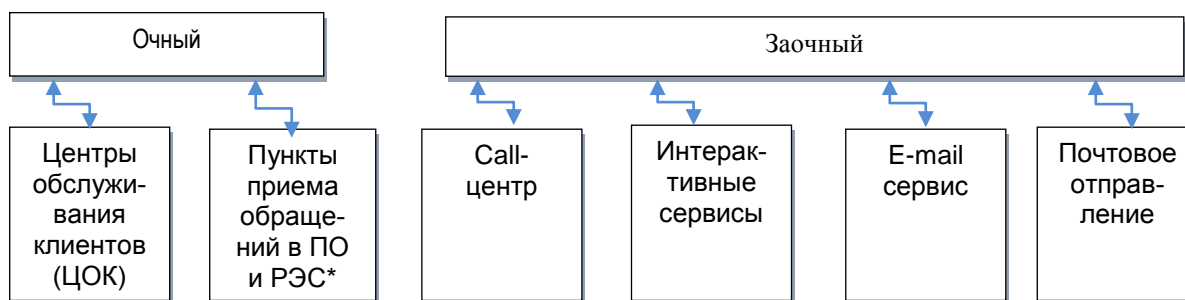 Очный
Заочный
Центры
обслужи-
вания
клиентов
(ЦОК)
Пункты
приема
обраще-
ний в ПО
и РЭС*
Call-
центр
Интерак-
тивные
сервисы
E-mail
сервис
Почтовое
отправ-
ление